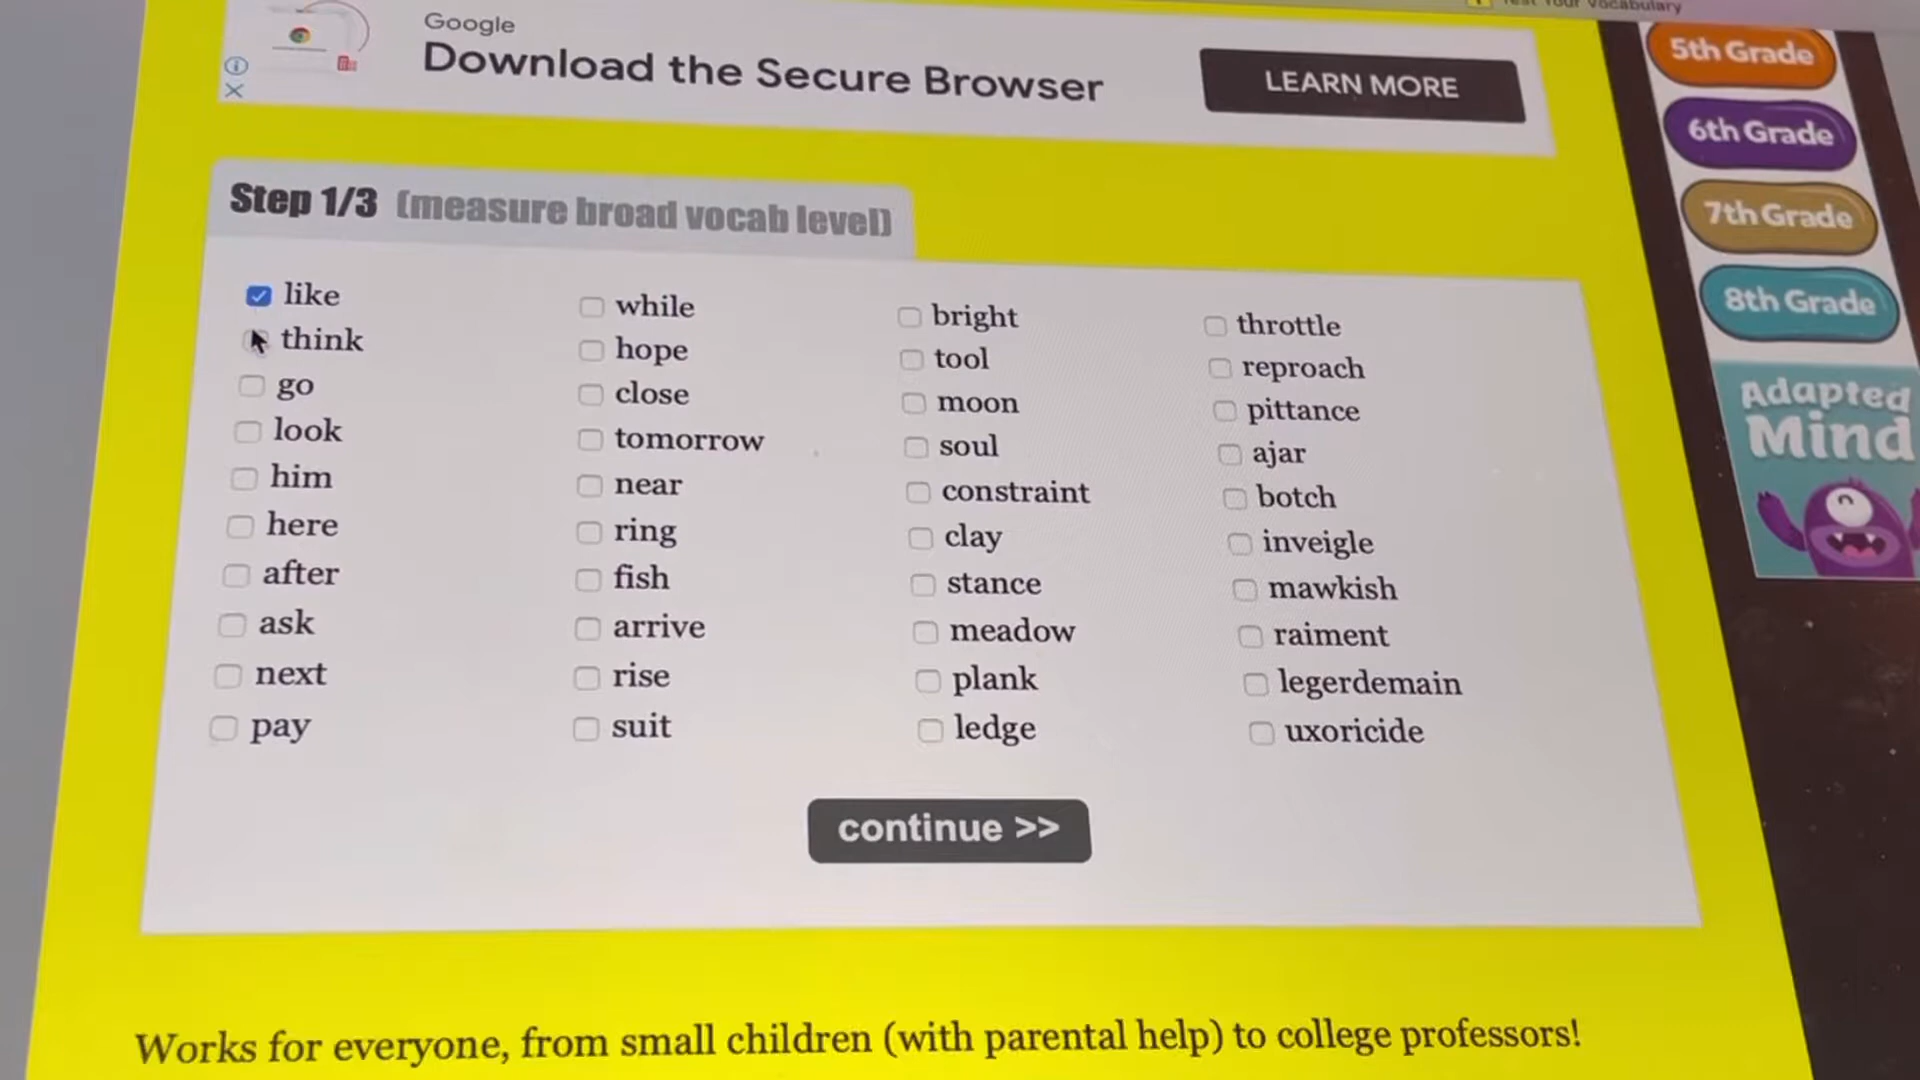 Test Your Vocabulary
Google
Download the Secure Browser
LEARN MORE
5th Grade
6th Grade
7th Grade
8th Grade
Adapted
Mind
Step 1/3 (measure broad vocab level)
like
think
go
look
him
here
after
ask
next
pay
while
hope
close
tomorrow
near
ring
fish
arrive
rise
suit
bright
tool
moon
soul
constraint
clay
stance
meadow
plank
ledge
throttle
reproach
pittance
ajar
botch
inveigle
mawkish
raiment
legerdemain
uxoricide
continue >>
Works for everyone, from small children (with parental help) to college professors!